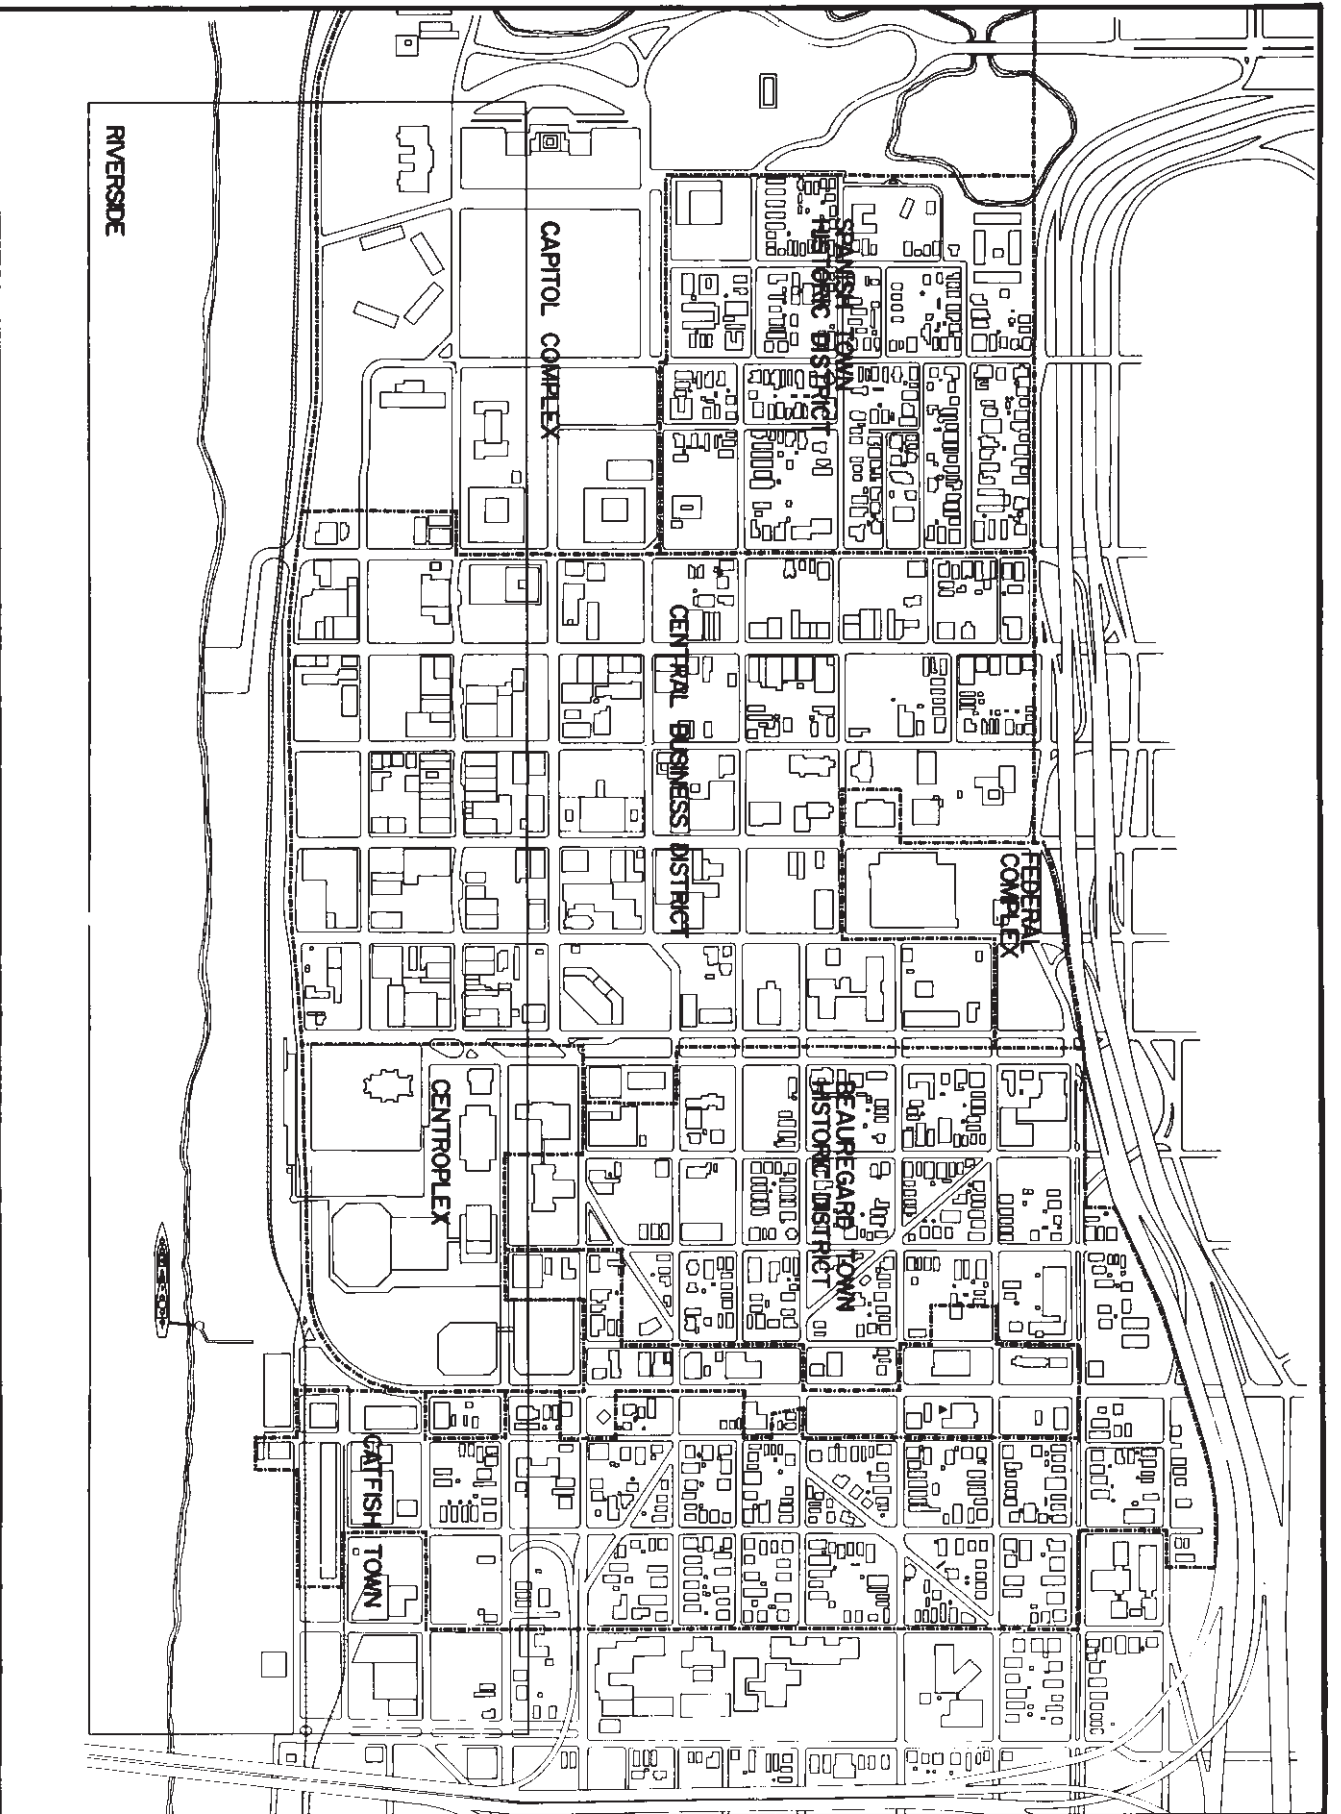 RIVERSIDE
CAPITOL COMPLEX
SPANISH TOWN
HISTORIC DISTRICT
CENTRAL BUSINESS DISTRICT
FEDERAL
COMPLEX
CENTROPLEX
BEAUREGARD TOWN
HISTORIC DISTRICT
CATFISH TOWN